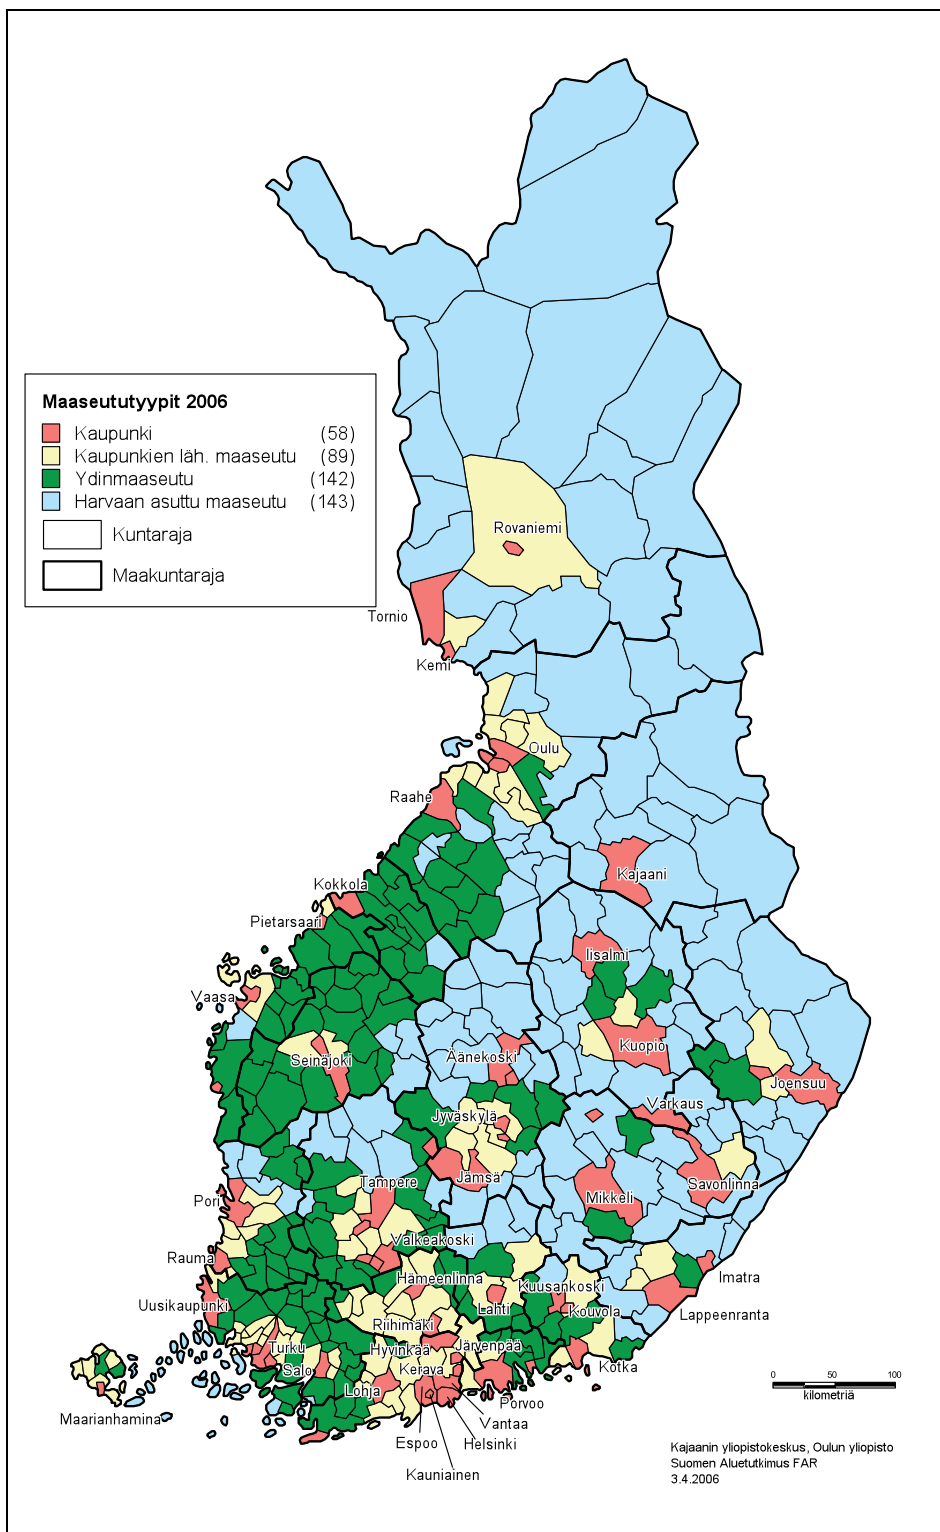 Maaseututyypit 2006
Kaupunki (58)
Kaupunkien läh. maaseutu (89)
Ydinmaaseutu (142)
Harvaan asuttu maaseutu (143)
Kuntaraja
Maakuntaraja
Rovaniemi
Tornio
Kemi
Oulu
Raahe
Kajaani
Kokkola
Pietarsaari
Iisalmi
Vaasa
Kuopio
Seinäjoki
Äänekoski
Joensuu
Varkaus
Jyväskylä
Jämsä
Tampere
Savonlinna
Mikkeli
Pori
Valkeakoski
Rauma
Hämeenlinna
Imatra
Kuusankoski
Uusikaupunki
Lahti
Kouvola
Lappeenranta
Riihimäki
Turku
Hyvinkää
Järvenpää
Salo
Kerava
Kotka
Lohja
Porvoo
Maarianhamina
Vantaa
Espoo
Helsinki
Kauniainen
0 50 100
kilometriä
Kajaanin yliopistokeskus, Oulun yliopisto
Suomen Aluetutkimus FAR
3.4.2006